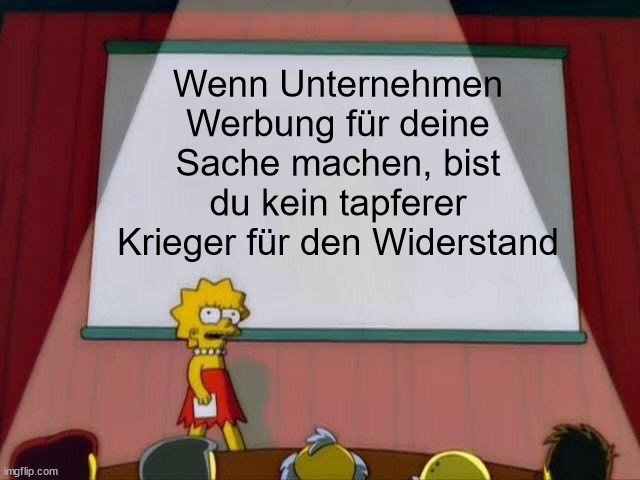 Wenn Unternehmen
Werbung für deine
Sache machen, bist
du kein tapferer
Krieger für den Widerstand
imgflip.com